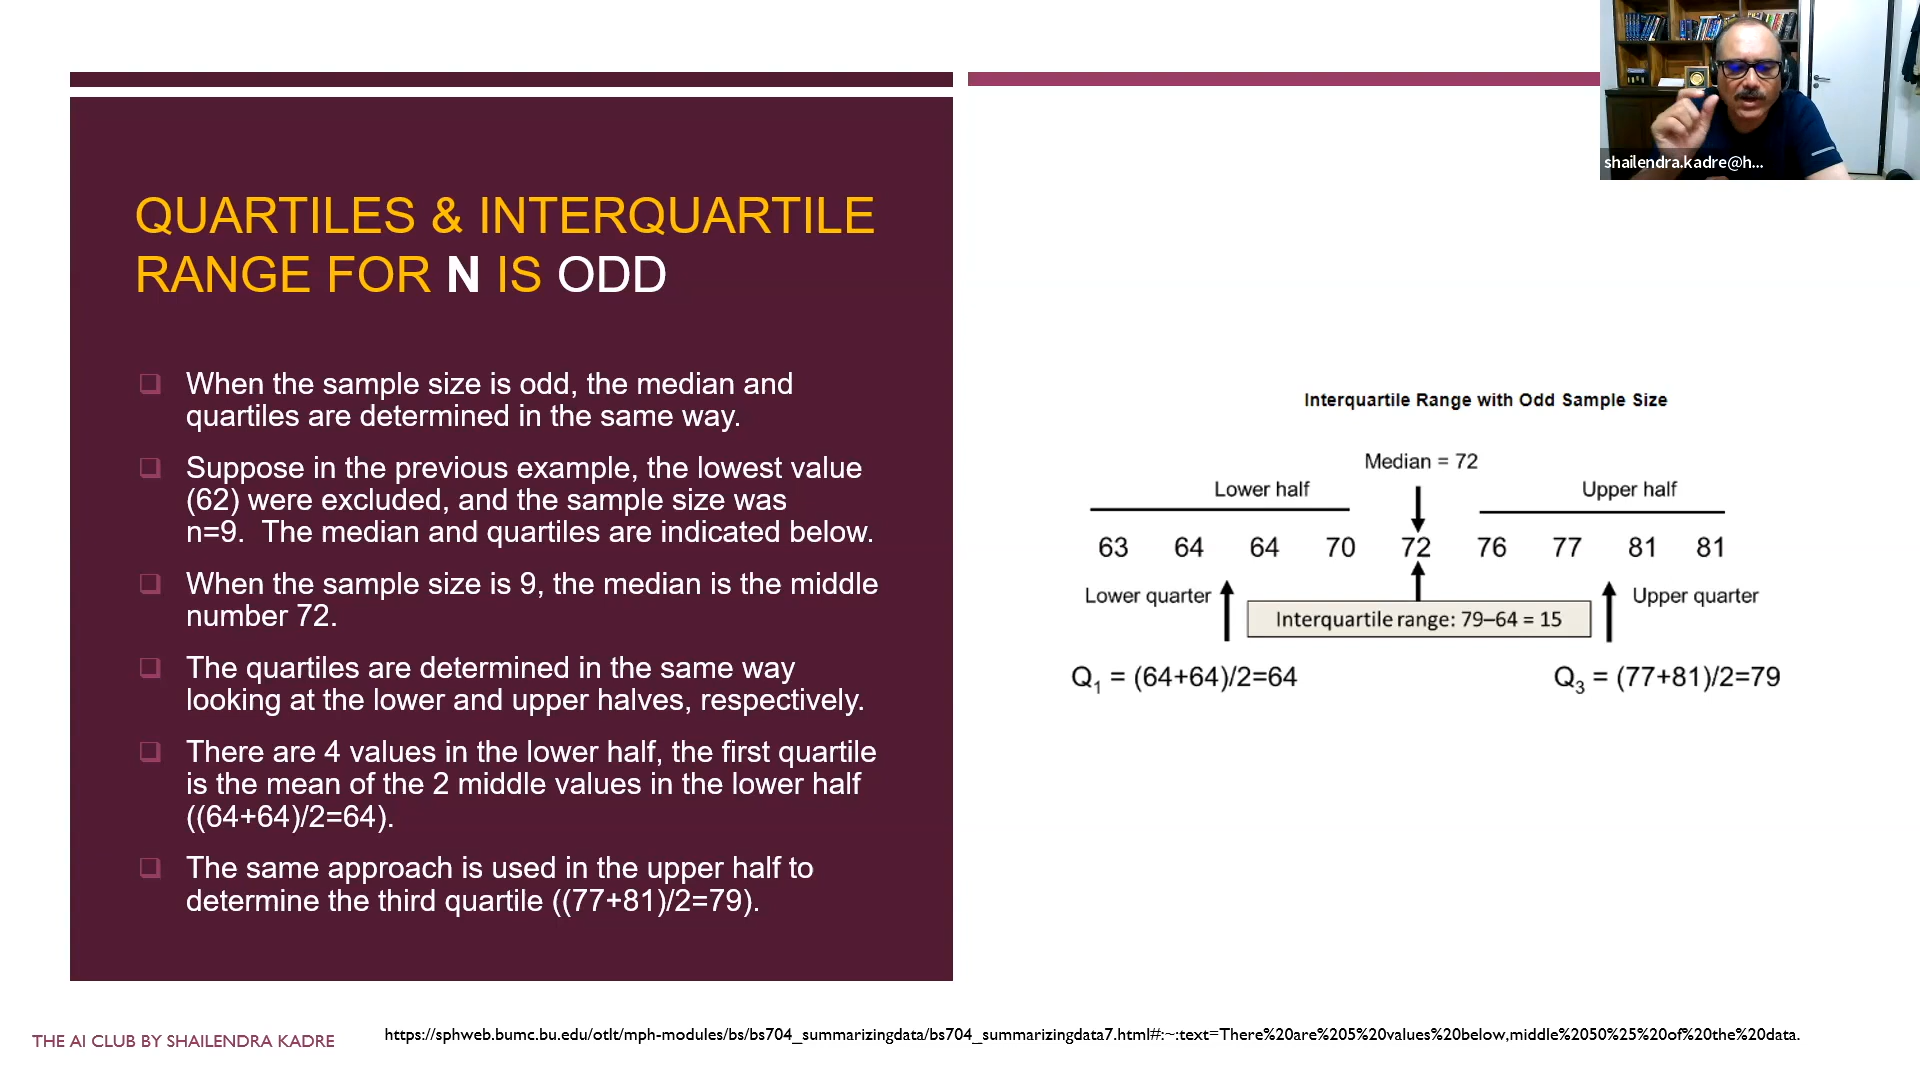 shailendra.kadre@h...
QUARTILES & INTERQUARTILE
RANGE FOR N IS ODD
When the sample size is odd, the median and
quartiles are determined in the same way.
Suppose in the previous example, the lowest value
(62) were excluded, and the sample size was
n=9.  The median and quartiles are indicated below.
When the sample size is 9, the median is the middle
number 72.
The quartiles are determined in the same way
looking at the lower and upper halves, respectively.
There are 4 values in the lower half, the first quartile
is the mean of the 2 middle values in the lower half
((64+64)/2=64).
The same approach is used in the upper half to
determine the third quartile ((77+81)/2=79).
Interquartile Range with Odd Sample Size
Median = 72
Lower half
Upper half
63 64 64 70 72 76 77 81 81
Lower quarter
Upper quarter
Interquartile range: 79–64 = 15
Q₁ = (64+64)/2=64
Q₃ = (77+81)/2=79
THE AI CLUB BY SHAILENDRA KADRE
https://sphweb.bumc.bu.edu/otlt/mph-modules/bs/bs704_summarizingdata/bs704_summarizingdata7.html#:~:text=There%20are%205%20values%20below,middle%2050%25%20of%20the%20data.